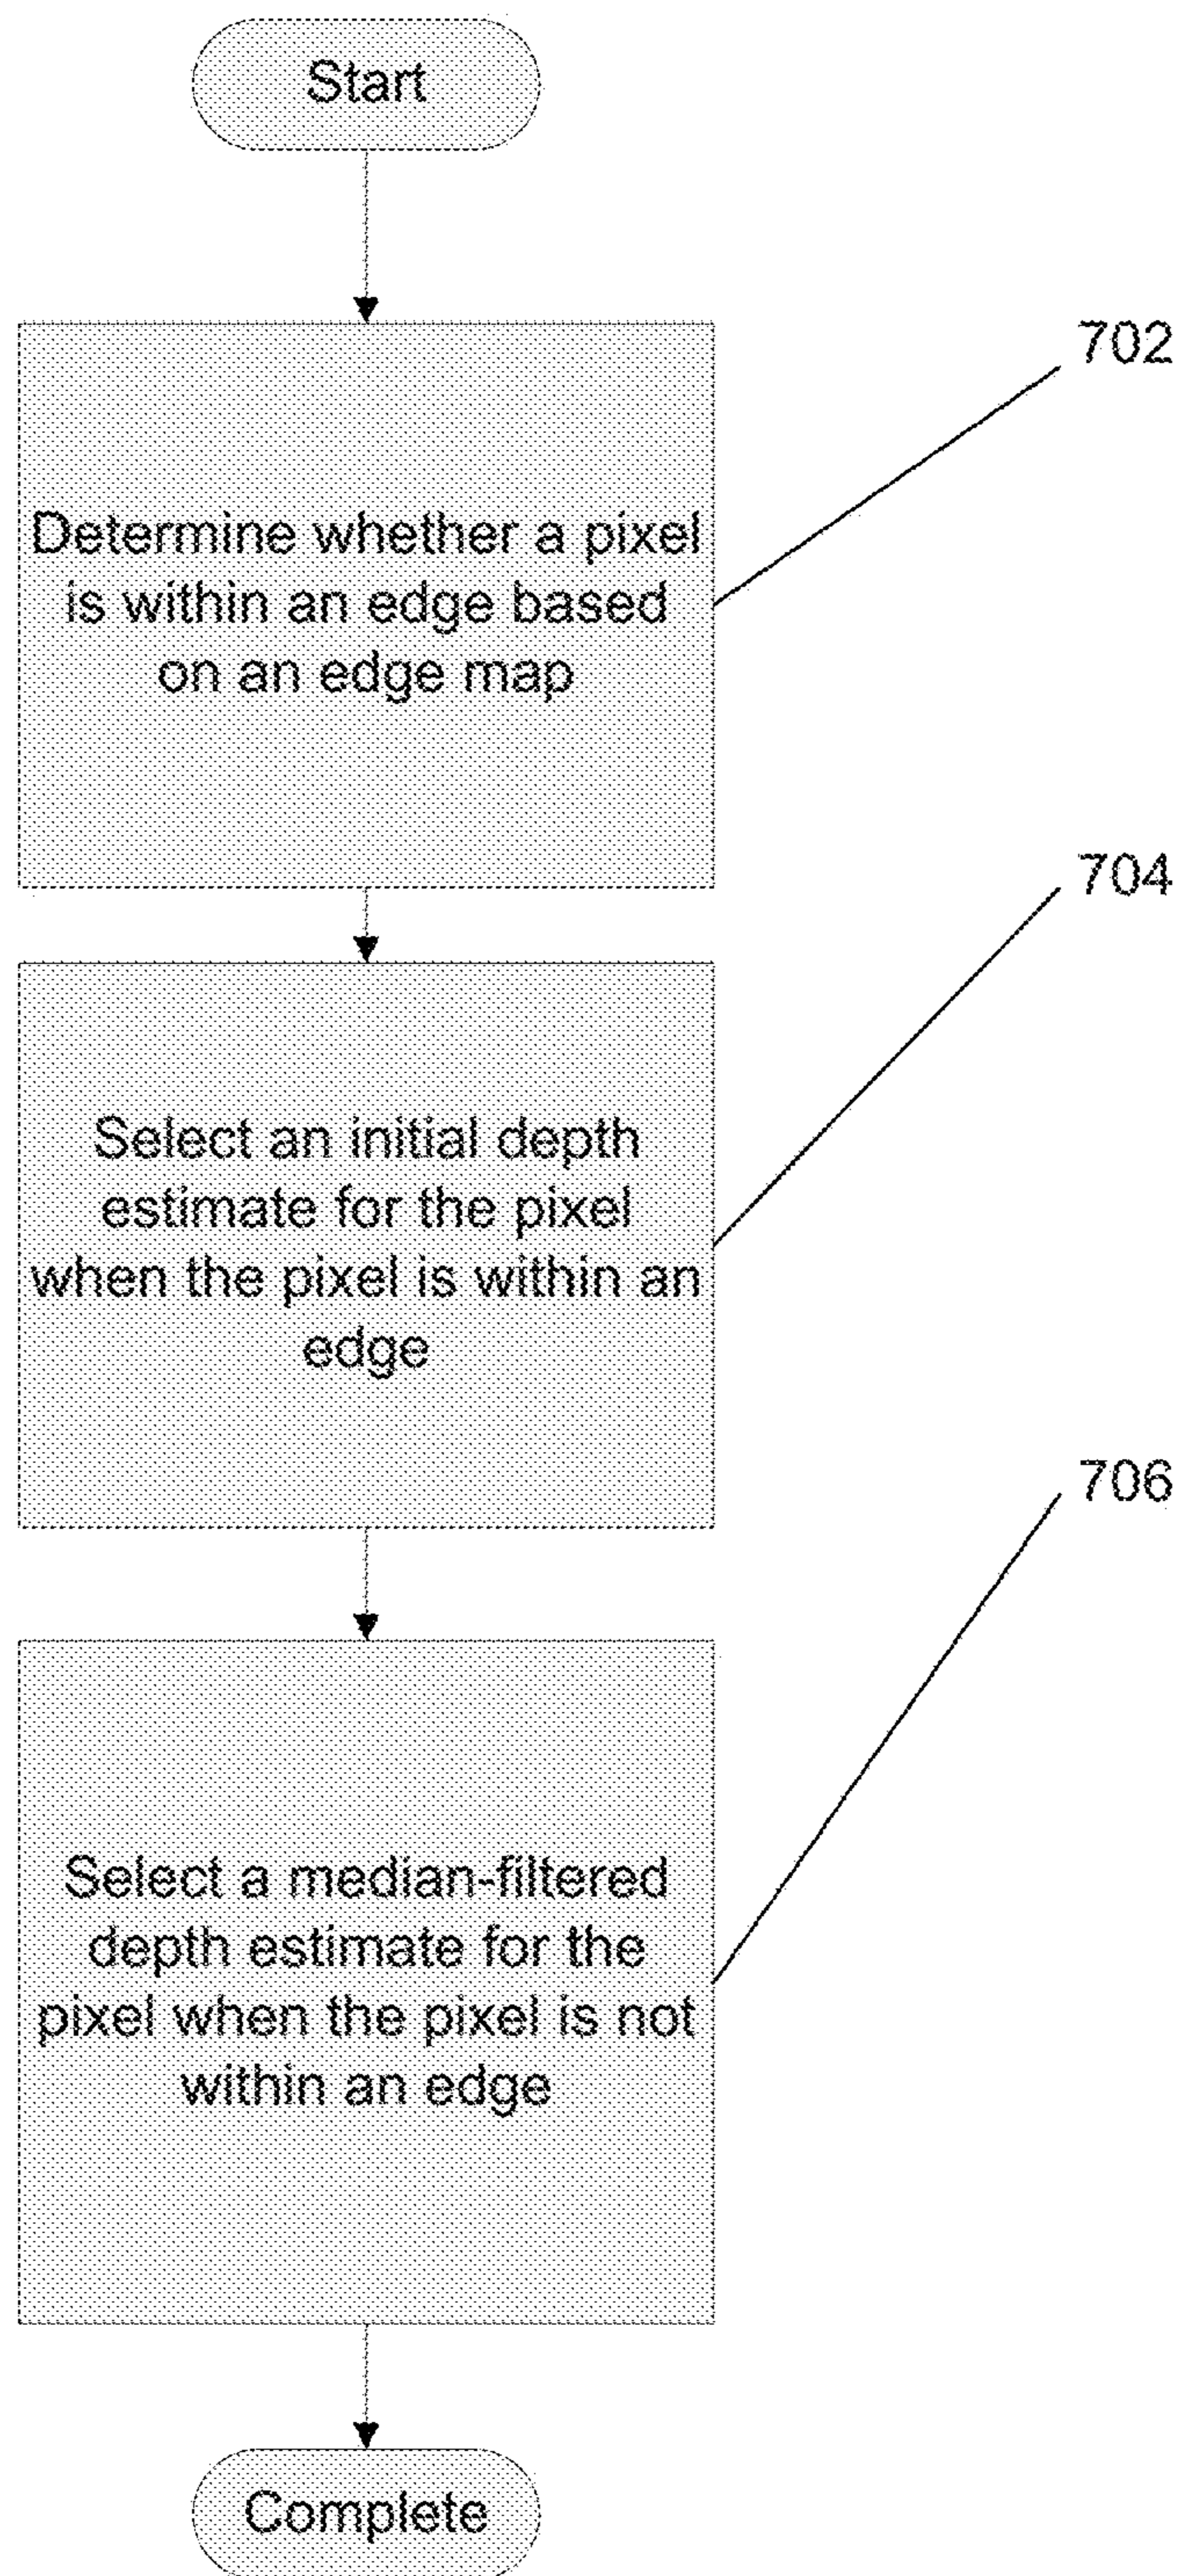 Start
702
Determine whether a pixel
is within an edge based
on an edge map
704
Select an initial depth
estimate for the pixel
when the pixel is within an
edge
706
Select a median-filtered
depth estimate for the
pixel when the pixel is not
within an edge
Complete